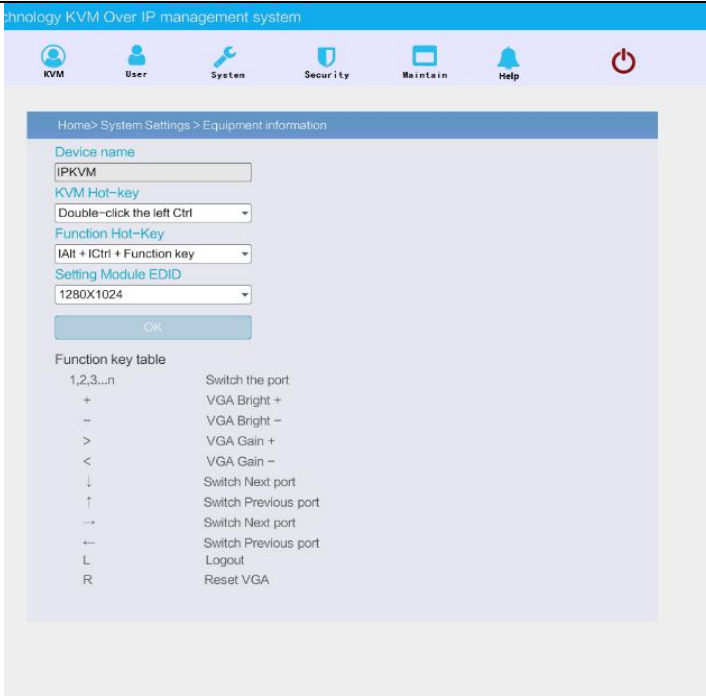 chnology KVM Over IP management system
KVM User System Security Maintain Help
Home> System Settings > Equipment information
Device name
IPKVM
KVM Hot-key
Double-click the left Ctrl
Function Hot-Key
lAlt + lCtrl + Function key
Setting Module EDID
1280X1024
OK
Function key table
1,2,3...n Switch the port
+ VGA Bright +
- VGA Bright -
> VGA Gain +
< VGA Gain -
↓ Switch Next port
↑ Switch Previous port
→ Switch Next port
← Switch Previous port
L Logout
R Reset VGA